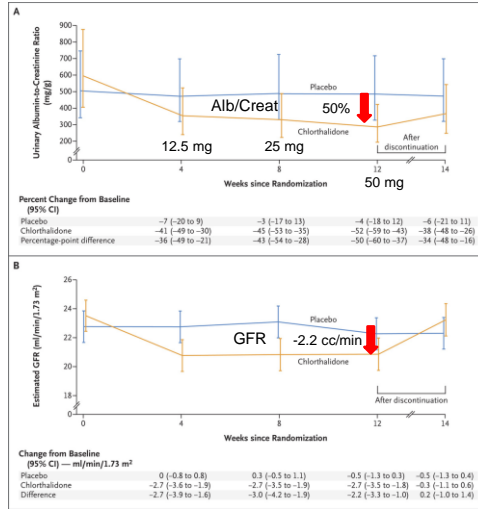 A
Urinary Albumin-to-Creatinine Ratio
(mg/g)
900
800
700
600
500
400
300
200
0
Placebo
Alb/Creat
50%
Chlorthalidone
After
discontinuation
12.5 mg
25 mg
0 4 8 12 14
Weeks since Randomization
50 mg
Percent Change from Baseline
(95% CI)
Placebo −7 (−20 to 9) −3 (−17 to 13) −4 (−18 to 12) −6 (−21 to 11)
Chlorthalidone −41 (−49 to −30) −45 (−53 to −35) −52 (−59 to −43) −38 (−48 to −26)
Percentage-point difference −36 (−49 to −21) −43 (−54 to −28) −50 (−60 to −37) −34 (−48 to −16)
B
Estimated GFR (ml/min/1.73 m²)
26
24
22
20
18
0
Placebo
GFR
-2.2 cc/min
Chlorthalidone
After discontinuation
0 4 8 12 14
Weeks since Randomization
Change from Baseline
(95% CI) — ml/min/1.73 m²
Placebo 0 (−0.8 to 0.8) 0.3 (−0.5 to 1.1) −0.5 (−1.3 to 0.3) −0.5 (−1.3 to 0.4)
Chlorthalidone −2.7 (−3.6 to −1.9) −2.7 (−3.5 to −1.9) −2.7 (−3.5 to −1.8) −0.3 (−1.1 to 0.6)
Difference −2.7 (−3.9 to −1.6) −3.0 (−4.2 to −1.9) −2.2 (−3.3 to −1.0) 0.2 (−1.0 to 1.4)